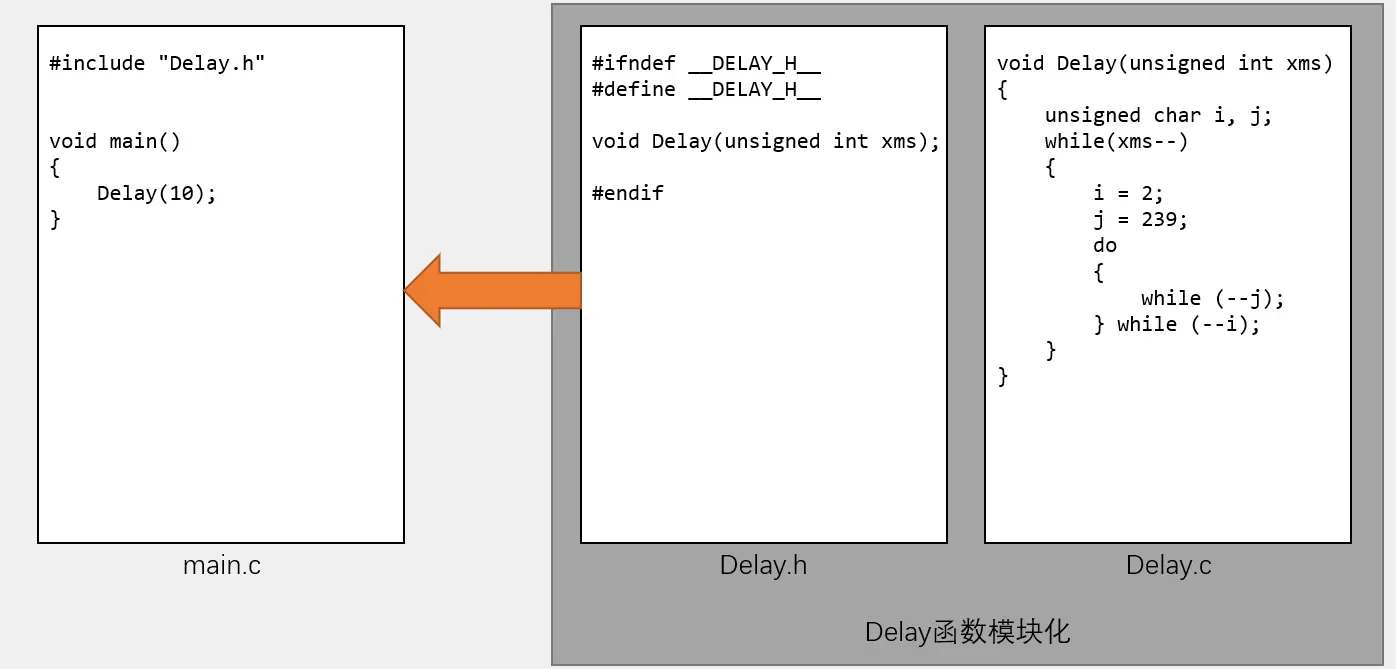 #include "Delay.h"
void main()
{
    Delay(10);
}
main.c
#ifndef __DELAY_H__
#define __DELAY_H__
void Delay(unsigned int xms);
#endif
Delay.h
void Delay(unsigned int xms)
{
    unsigned char i, j;
    while(xms--)
    {
        i = 2;
        j = 239;
        do
        {
            while (--j);
        } while (--i);
    }
}
Delay.c
Delay函数模块化